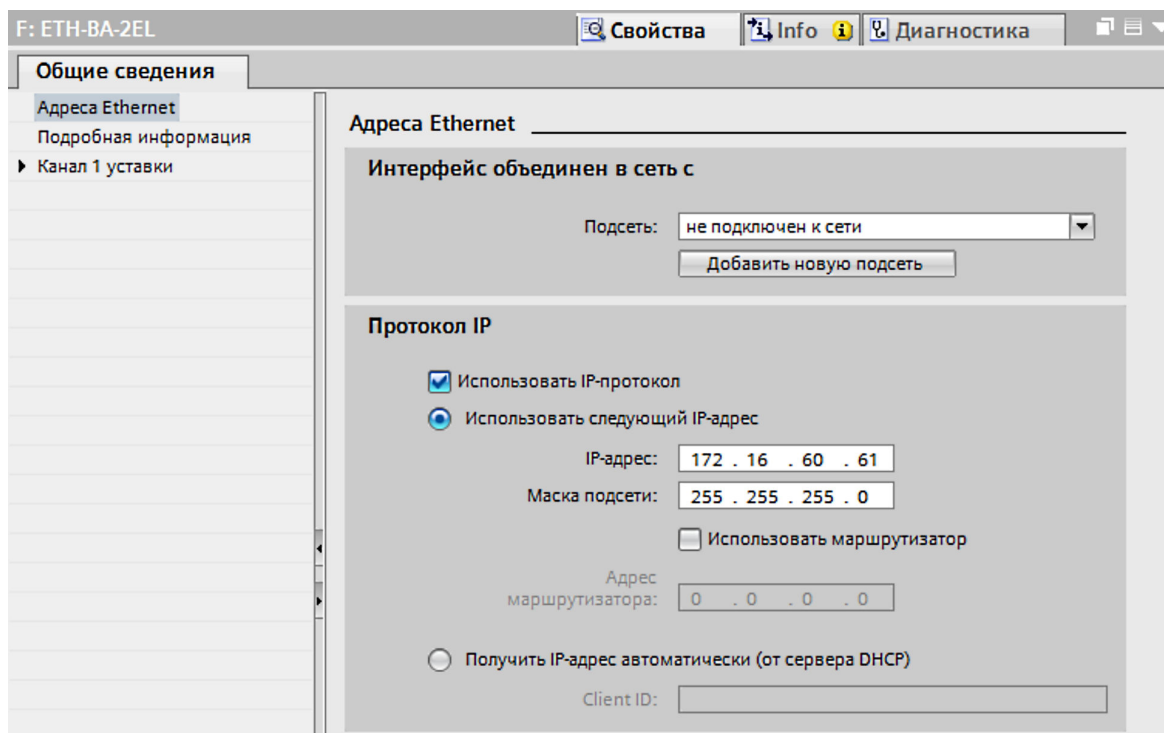 F: ETH-BA-2EL
Свойства
Info
Диагностика
Общие сведения
Адреса Ethernet
Подробная информация
Канал 1 уставки
Адреса Ethernet
Интерфейс объединен в сеть с
Подсеть: не подключен к сети
Добавить новую подсеть
Протокол IP
Использовать IP-протокол
Использовать следующий IP-адрес
IP-адрес: 172 . 16 . 60 . 61
Маска подсети: 255 . 255 . 255 . 0
Использовать маршрутизатор
Адрес
маршрутизатора: 0 . 0 . 0 . 0
Получить IP-адрес автоматически (от сервера DHCP)
Client ID: